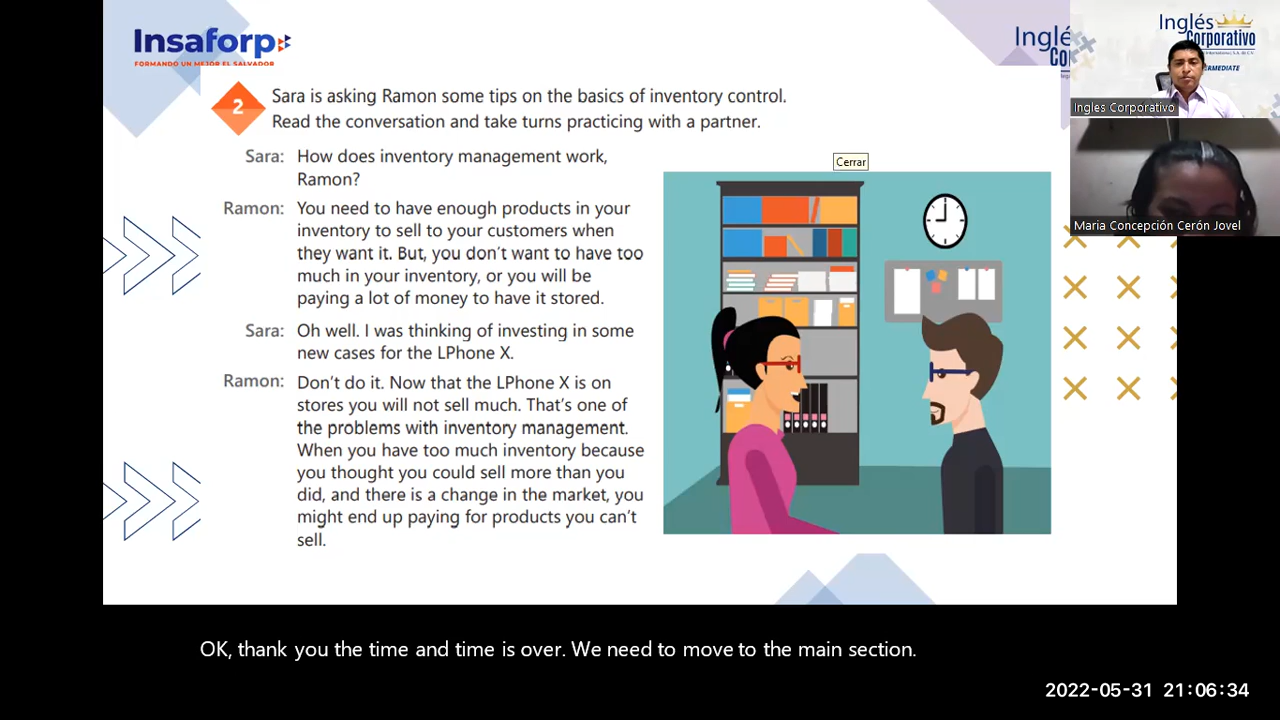 Insaforp
FORMANDO UN MEJOR EL SALVADOR
Inglés
Corporativo
Ingles Corporativo
Maria Concepción Cerón Jovel
2
Sara is asking Ramon some tips on the basics of inventory control.
Read the conversation and take turns practicing with a partner.
Cerrar
Sara: How does inventory management work,
Ramon?
Ramon: You need to have enough products in your
inventory to sell to your customers when
they want it. But, you don't want to have too
much in your inventory, or you will be
paying a lot of money to have it stored.
Sara: Oh well. I was thinking of investing in some
new cases for the LPhone X.
Ramon: Don't do it. Now that the LPhone X is on
stores you will not sell much. That's one of
the problems with inventory management.
When you have too much inventory because
you thought you could sell more than you
did, and there is a change in the market, you
might end up paying for products you can't
sell.
OK, thank you the time and time is over. We need to move to the main section.
2022-05-31 21:06:34